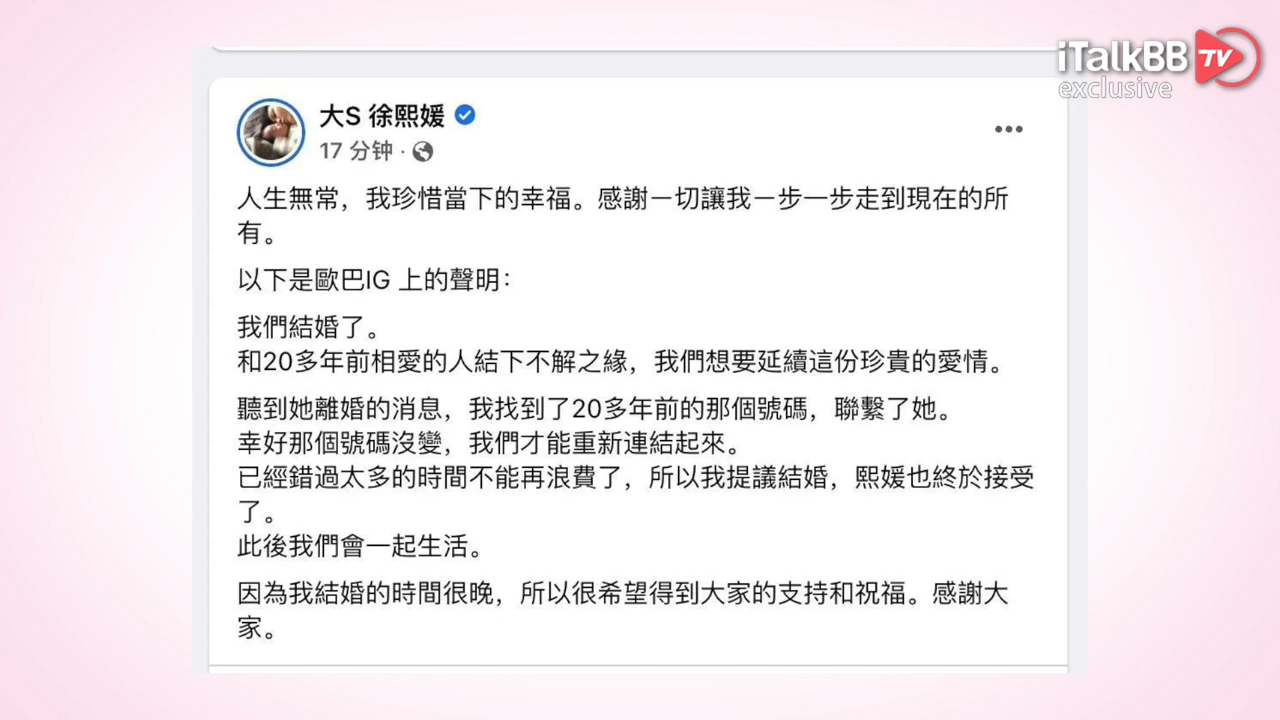 iTalkBB TV
exclusive
大S 徐熙媛
17 分钟 ·
人生無常，我珍惜當下的幸福。感謝一切讓我一步一步走到現在的所
有。
以下是歐巴IG 上的聲明：
我們結婚了。
和20多年前相愛的人結下不解之緣，我們想要延續這份珍貴的愛情。
聽到她離婚的消息，我找到了20多年前的那個號碼，聯繫了她。
幸好那個號碼沒變，我們才能重新連結起來。
已經錯過太多的時間不能再浪費了，所以我提議結婚，熙媛也終於接受
了。
此後我們會一起生活。
因為我結婚的時間很晚，所以很希望得到大家的支持和祝福。感謝大
家。